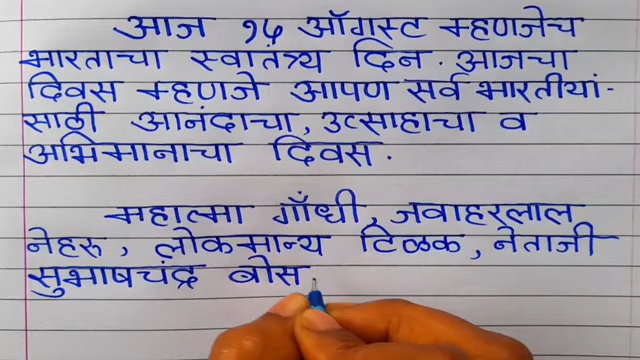 आज १५ ऑगस्ट म्हणजेच
भारताचा स्वातंत्र्य दिन. आजचा
दिवस म्हणजे आपण सर्व भारतीयां-
साठी आनंदाचा, उत्साहाचा व
अभिमानाचा दिवस.
महात्मा गाँधी, जवाहरलाल
नेहरू, लोकमान्य टिळक, नेताजी
सुभाषचंद्र बोस